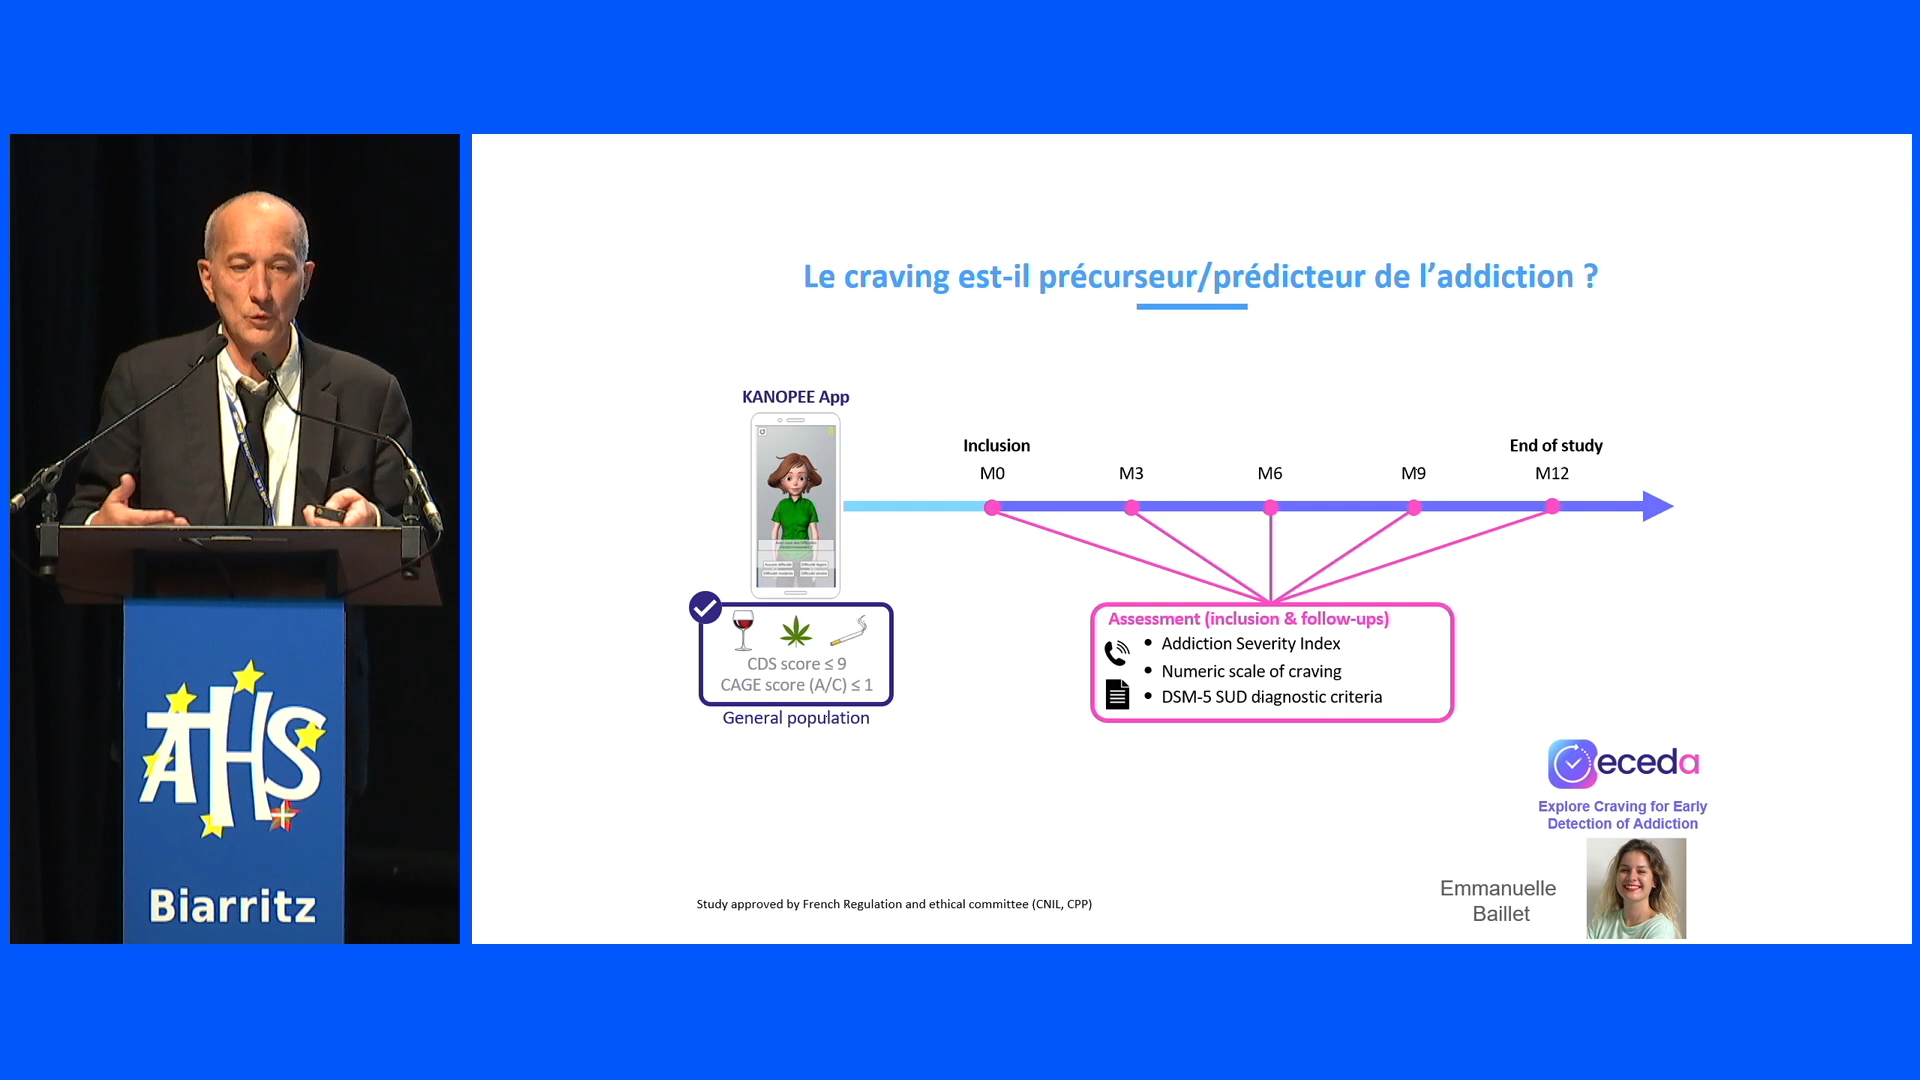 Le craving est-il précurseur/prédicteur de l’addiction ?
KANOPEE App
Inclusion
End of study
M0
M3
M6
M9
M12
CDS score ≤ 9
CAGE score (A/C) ≤ 1
General population
Assessment (inclusion & follow-ups)
• Addiction Severity Index
• Numeric scale of craving
• DSM-5 SUD diagnostic criteria
eceda
Explore Craving for Early
Detection of Addiction
Emmanuelle
Baillet
Study approved by French Regulation and ethical committee (CNIL, CPP)
AHS
Biarritz